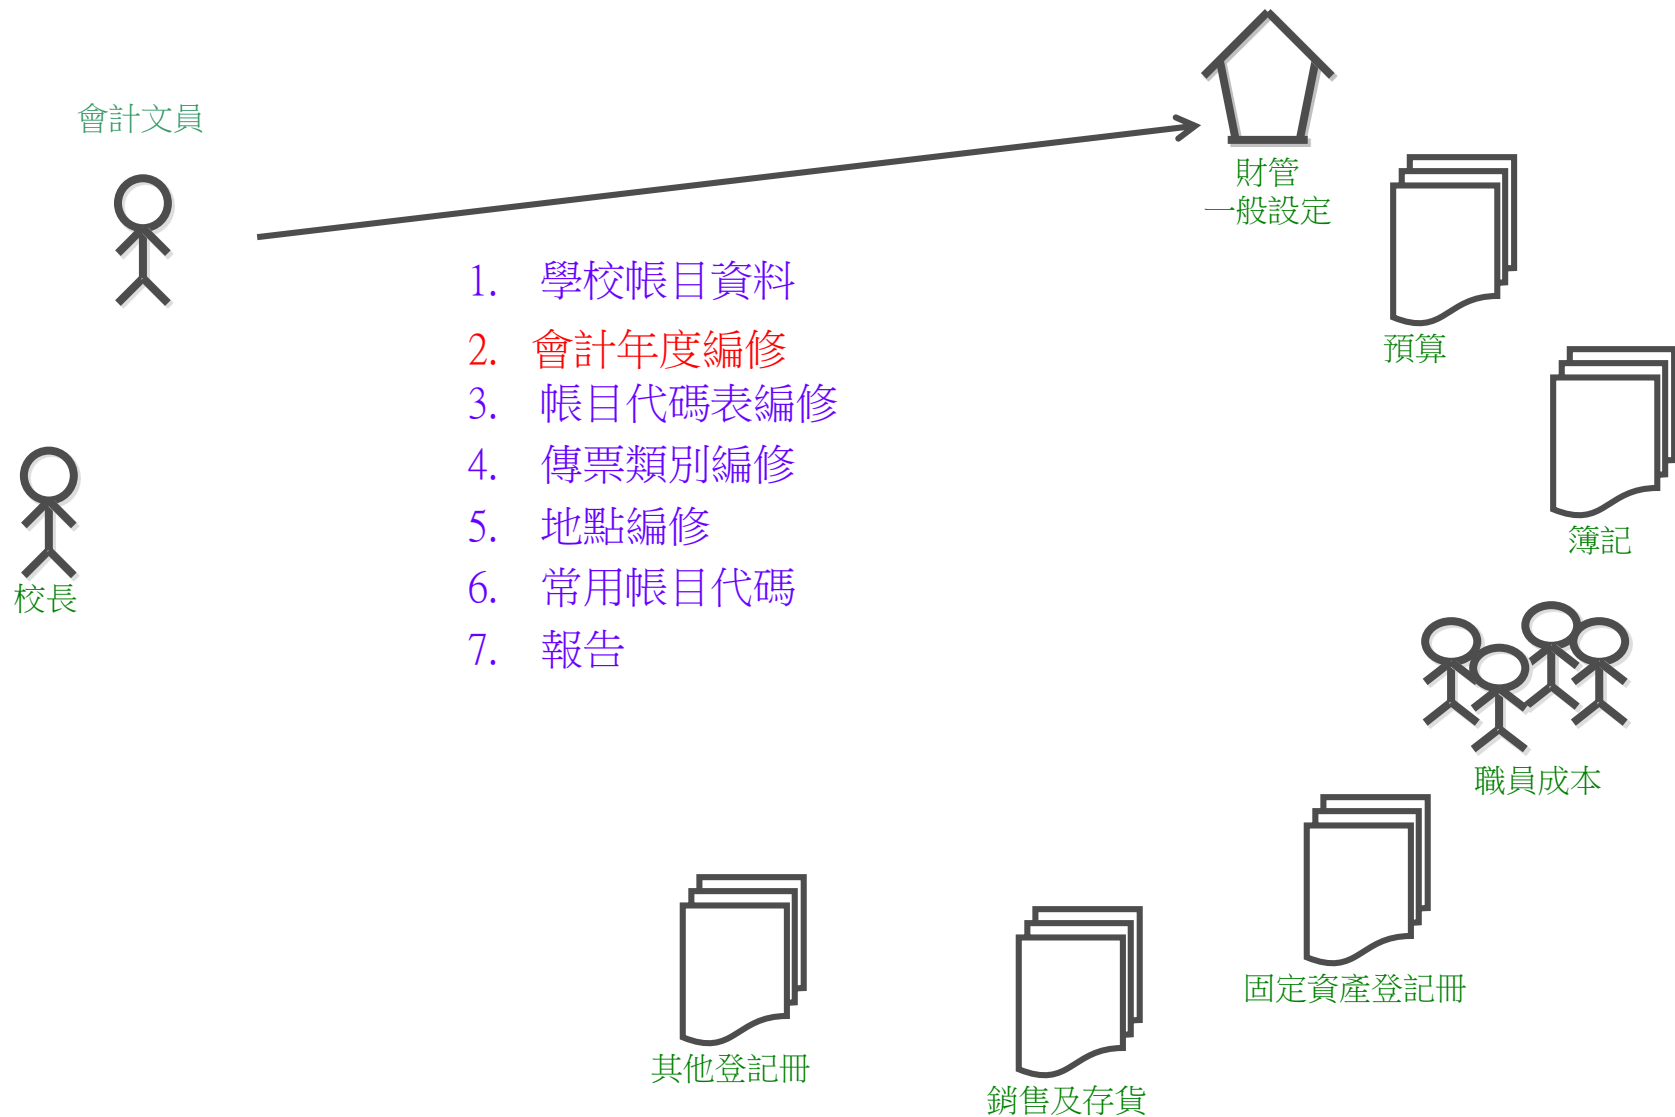 會計文員
財管
一般設定
1. 學校帳目資料
2. 會計年度編修
預算
3. 帳目代碼表編修
4. 傳票類別編修
5. 地點編修
簿記
6. 常用帳目代碼
校長
7. 報告
職員成本
固定資產登記冊
其他登記冊
銷售及存貨